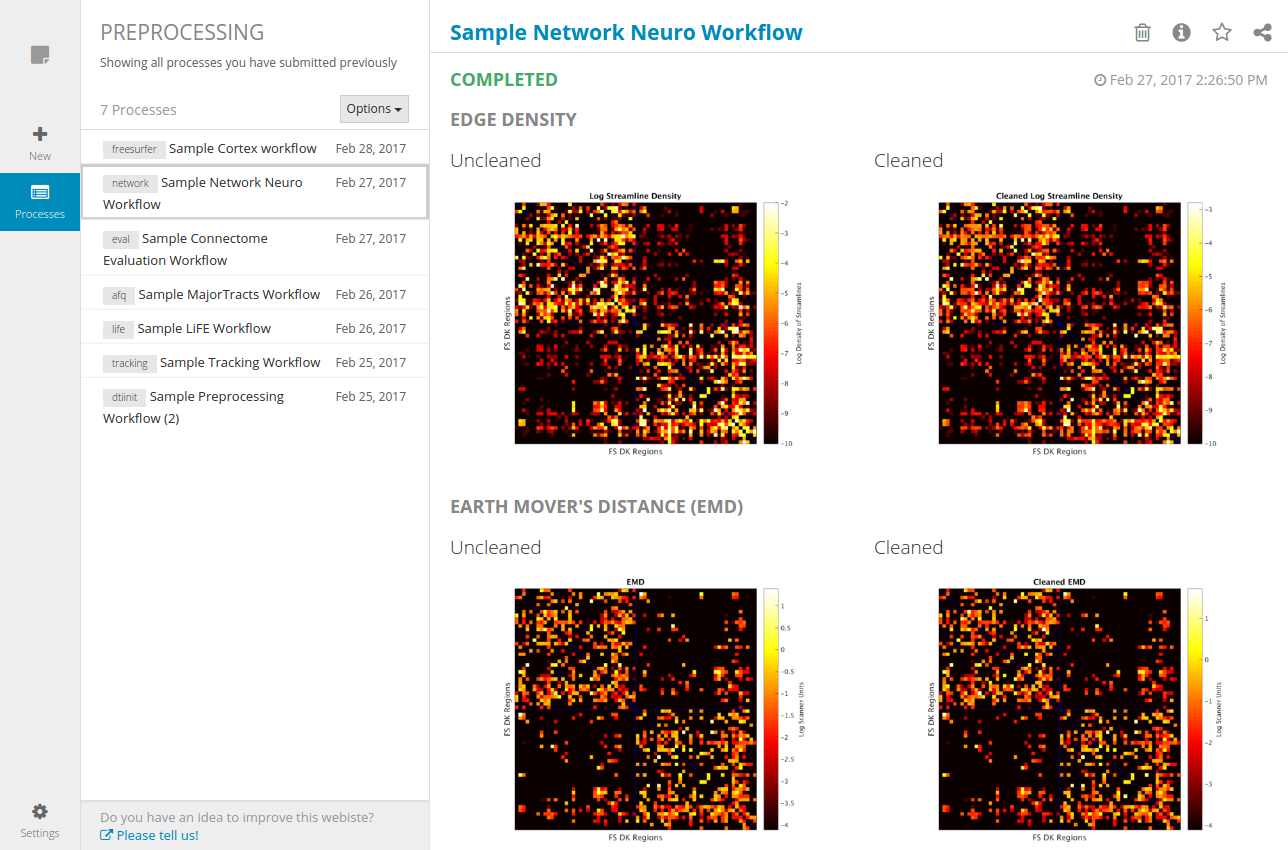 New
Processes
Settings
PREPROCESSING
Showing all processes you have submitted previously
7 Processes
Options
freesurfer Sample Cortex workflow Feb 28, 2017
network Sample Network Neuro Feb 27, 2017
Workflow
eval Sample Connectome Feb 27, 2017
Evaluation Workflow
afq Sample MajorTracts Workflow Feb 26, 2017
life Sample LiFE Workflow Feb 26, 2017
tracking Sample Tracking Workflow Feb 25, 2017
dtiinit Sample Preprocessing Feb 25, 2017
Workflow (2)
Do you have an idea to improve this webiste?
Please tell us!
Sample Network Neuro Workflow
COMPLETED
Feb 27, 2017 2:26:50 PM
EDGE DENSITY
Uncleaned
Log Streamline Density
FS DK Regions
FS DK Regions
-2
-3
-4
-5
-6
-7
-8
-9
-10
Log Density of Streamlines
Cleaned
Cleaned Log Streamline Density
FS DK Regions
FS DK Regions
-3
-4
-5
-6
-7
-8
-9
-10
Log Density of Streamlines
EARTH MOVER'S DISTANCE (EMD)
Uncleaned
EMD
FS DK Regions
FS DK Regions
1
0.5
0
-0.5
-1
-1.5
-2
-2.5
-3
-3.5
-4
Log Scanner Units
Cleaned
Cleaned EMD
FS DK Regions
FS DK Regions
1
0
-1
-2
-3
-4
Log Scanner Units